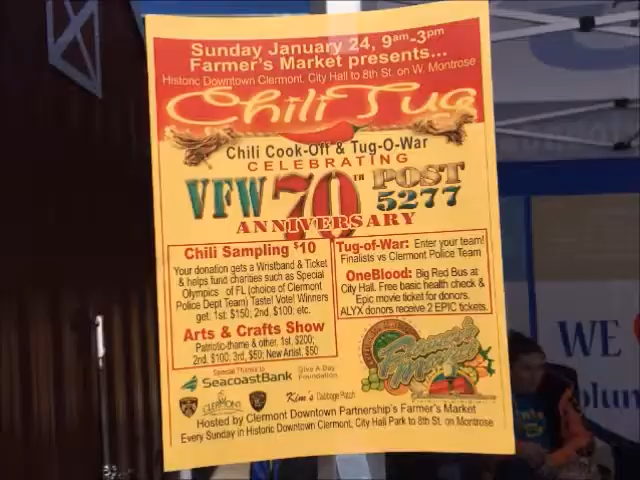 Sunday January 24, 9am-3pm
Farmer's Market presents...
Historic Downtown Clermont, City Hall to 8th St. on W. Montrose
Chili Tug
Chili Cook-Off & Tug-O-War
CELEBRATING
VFW 70TH POST 5277
ANNIVERSARY
Chili Sampling $10
Your donation gets a Wristband & Ticket
& helps fund charities such as Special
Olympics of FL (choice of Clermont
Police Dept Team) Taste! Vote! Winners
get: 1st: $150; 2nd, $100; etc.
Arts & Crafts Show
Patriotic-theme & other, 1st, $200;
2nd, $100; 3rd, $50; New Artist, $50
Tug-of-War: Enter your team!
Finalists vs Clermont Police Team
OneBlood: Big Red Bus at
City Hall. Free basic health check &
Epic movie ticket for donors.
ALYX donors receive 2 EPIC tickets.
Farmer's Market
Special Thanks to
SeacoastBank
Give A Day
Foundation
CLERMONT
Kim's Cabbage Patch
Hosted by Clermont Downtown Partnership's Farmer's Market
Every Sunday in Historic Downtown Clermont, City Hall Park to 8th St. on Montrose
WE